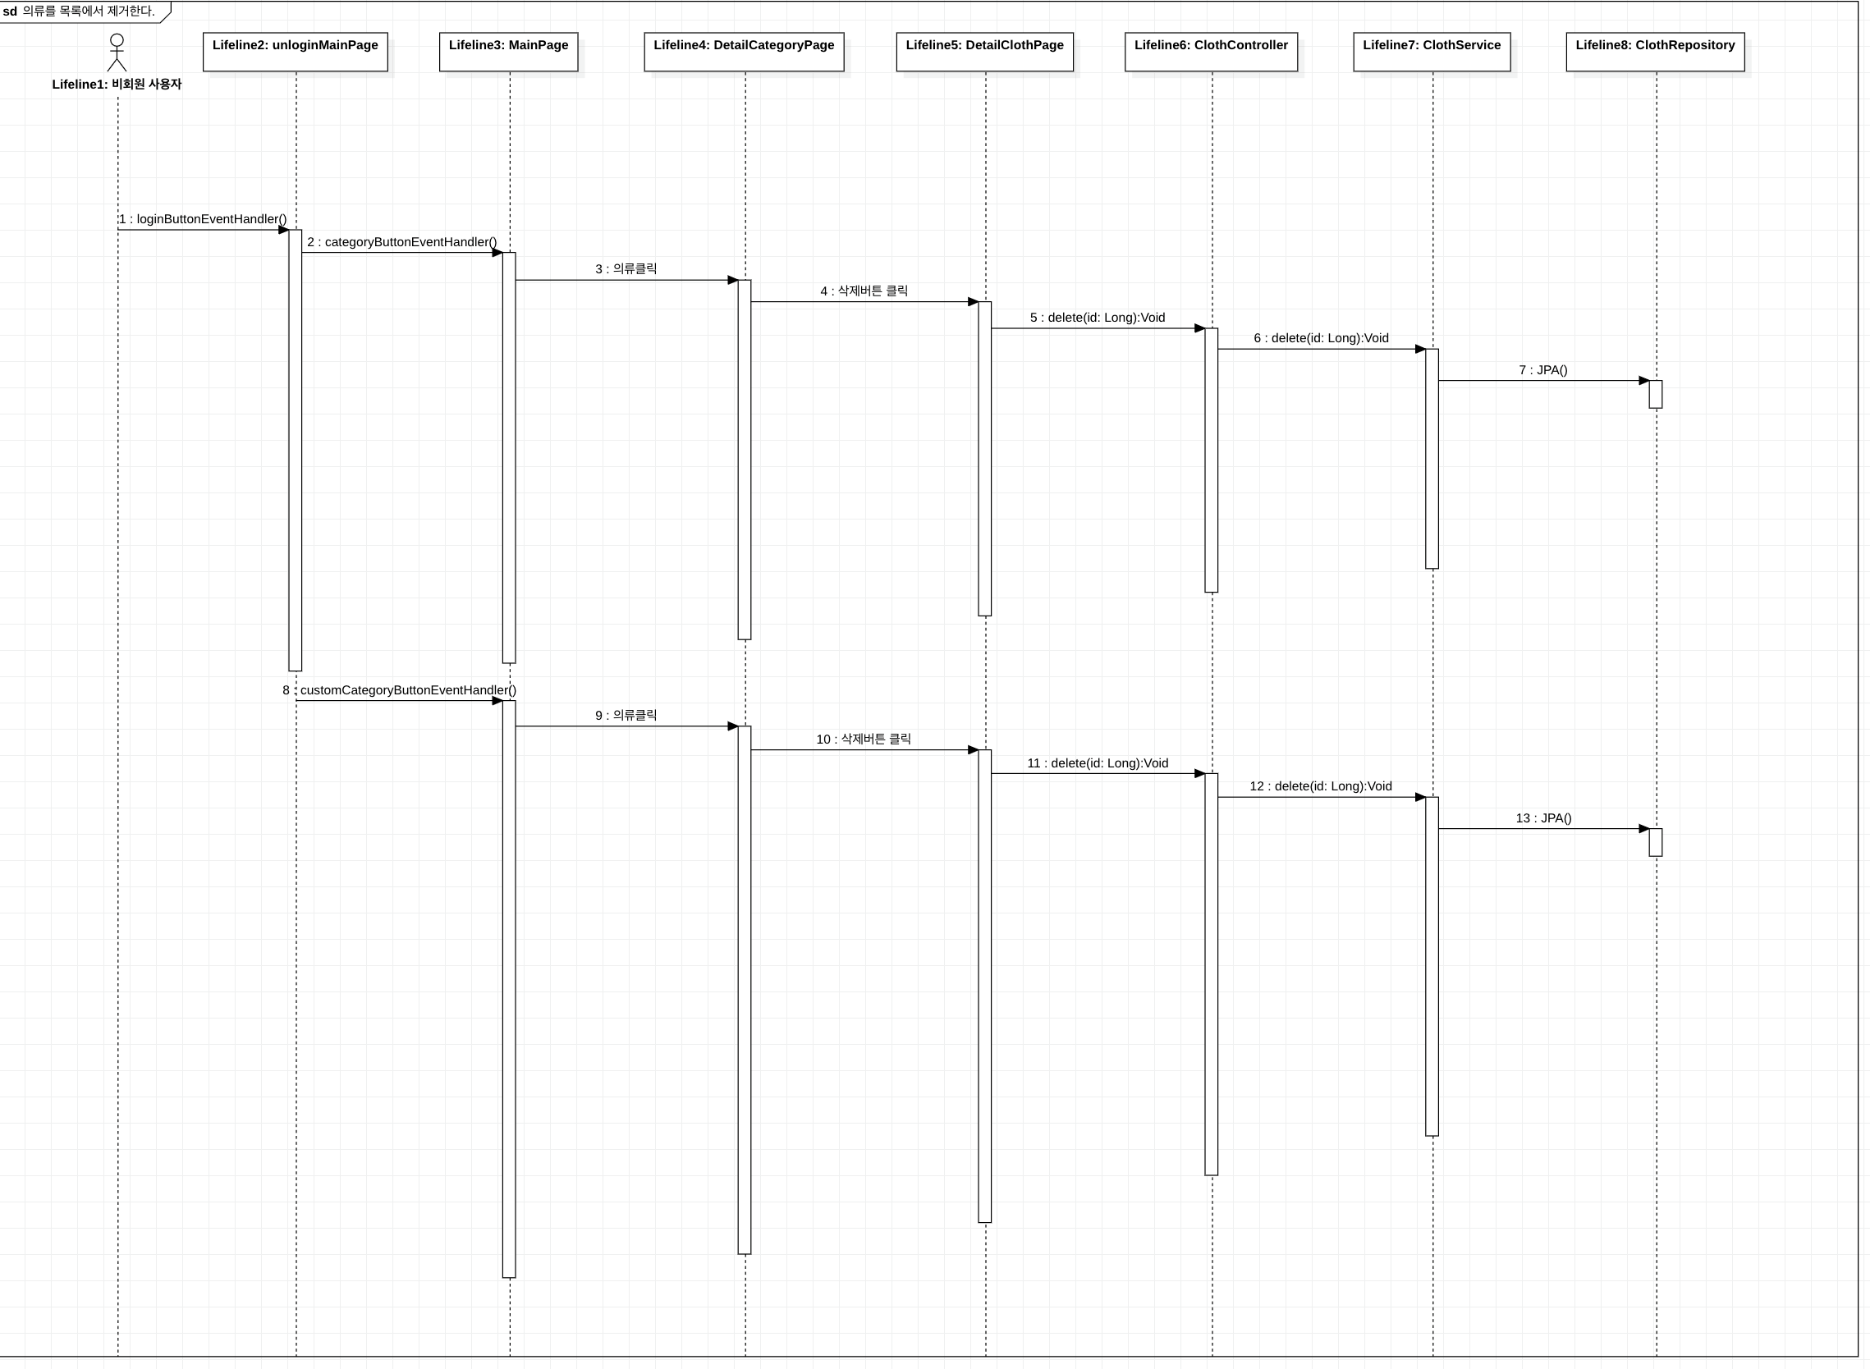 sd 의류를 목록에서 제거한다.
Lifeline1: 비회원 사용자
Lifeline2: unloginMainPage
Lifeline3: MainPage
Lifeline4: DetailCategoryPage
Lifeline5: DetailClothPage
Lifeline6: ClothController
Lifeline7: ClothService
Lifeline8: ClothRepository
1 : loginButtonEventHandler()
2 : categoryButtonEventHandler()
3 : 의류클릭
4 : 삭제버튼 클릭
5 : delete(id: Long):Void
6 : delete(id: Long):Void
7 : JPA()
8 : customCategoryButtonEventHandler()
9 : 의류클릭
10 : 삭제버튼 클릭
11 : delete(id: Long):Void
12 : delete(id: Long):Void
13 : JPA()